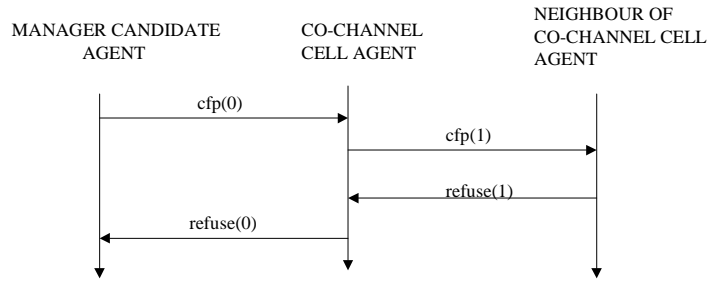 MANAGER CANDIDATE
AGENT
CO-CHANNEL
CELL AGENT
NEIGHBOUR OF
CO-CHANNEL CELL
AGENT
cfp(0)
cfp(1)
refuse(1)
refuse(0)